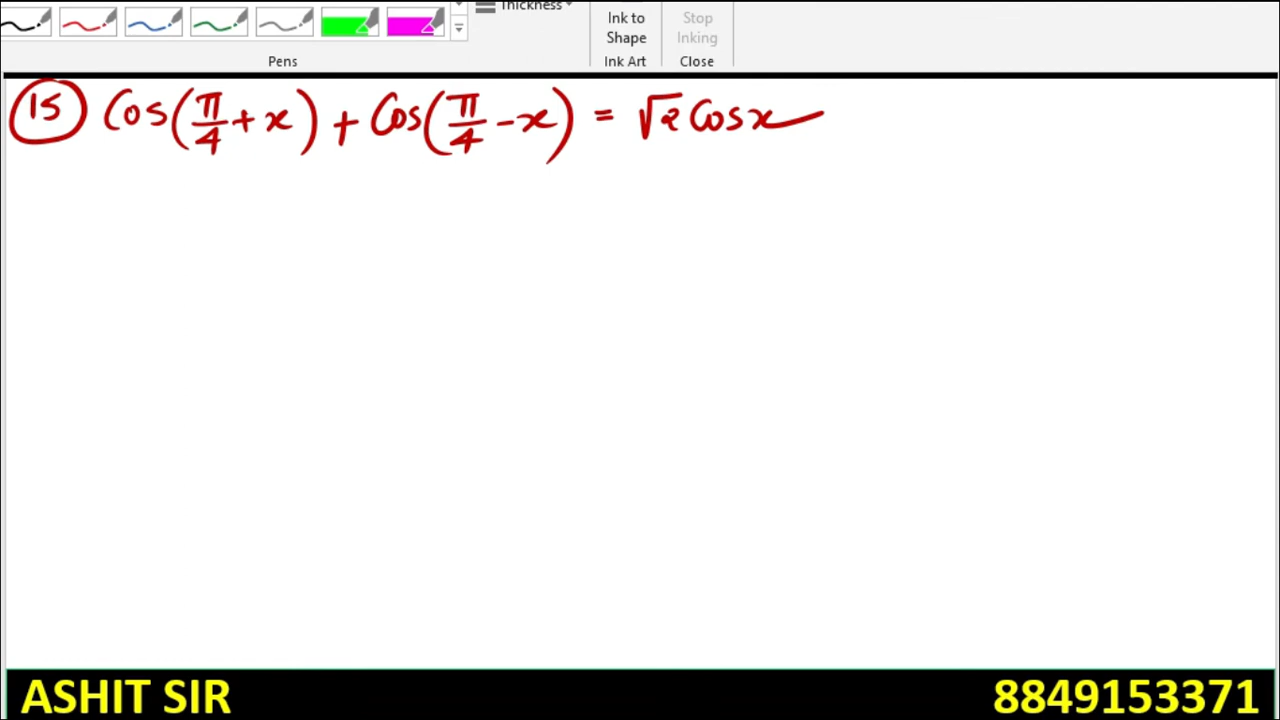 Thickness
Ink to Shape
Stop Inking
Pens
Ink Art
Close
15 Cos(π/4 + x) + Cos(π/4 - x) = √2 Cosx
ASHIT SIR
8849153371